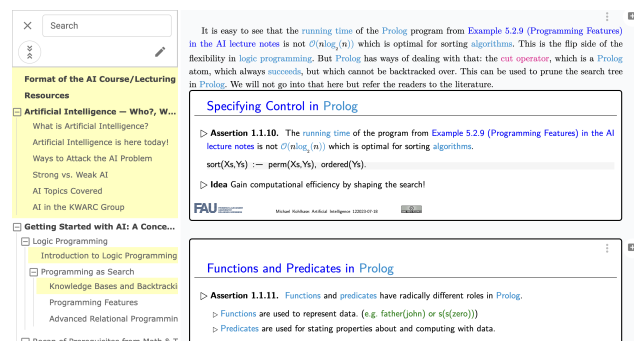 Search
Format of the AI Course/Lecturing
Resources
Artificial Intelligence — Who?, W...
What is Artificial Intelligence?
Artificial Intelligence is here today!
Ways to Attack the AI Problem
Strong vs. Weak AI
AI Topics Covered
AI in the KWARC Group
Getting Started with AI: A Conce...
Logic Programming
Introduction to Logic Programming
Programming as Search
Knowledge Bases and Backtracki
Programming Features
Advanced Relational Programmin
It is easy to see that the running time of the Prolog program from Example 5.2.9 (Programming Features)
in the AI lecture notes is not O(nlog₂(n)) which is optimal for sorting algorithms. This is the flip side of the
flexibility in logic programming. But Prolog has ways of dealing with that: the cut operator, which is a Prolog
atom, which always succeeds, but which cannot be backtracked over. This can be used to prune the search tree
in Prolog. We will not go into that here but refer the readers to the literature.
Specifying Control in Prolog
▷ Assertion 1.1.10. The running time of the program from Example 5.2.9 (Programming Features) in the AI
lecture notes is not O(nlog₂(n)) which is optimal for sorting algorithms.
sort(Xs,Ys) :— perm(Xs,Ys), ordered(Ys).
▷ Idea Gain computational efficiency by shaping the search!
FAU
Michael Kohlhase: Artificial Intelligence 1
2023-07-18
Functions and Predicates in Prolog
▷ Assertion 1.1.11. Functions and predicates have radically different roles in Prolog.
▷ Functions are used to represent data. (e.g. father(john) or s(s(zero)))
▷ Predicates are used for stating properties about and computing with data.